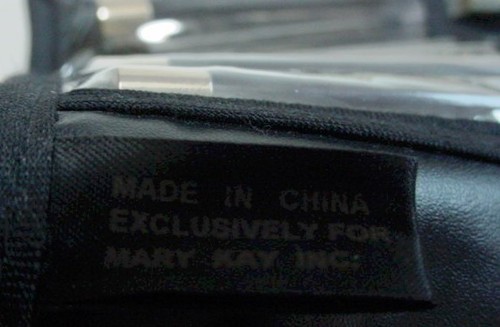 MADE IN CHINA
EXCLUSIVELY FOR
MARY KAY INC.